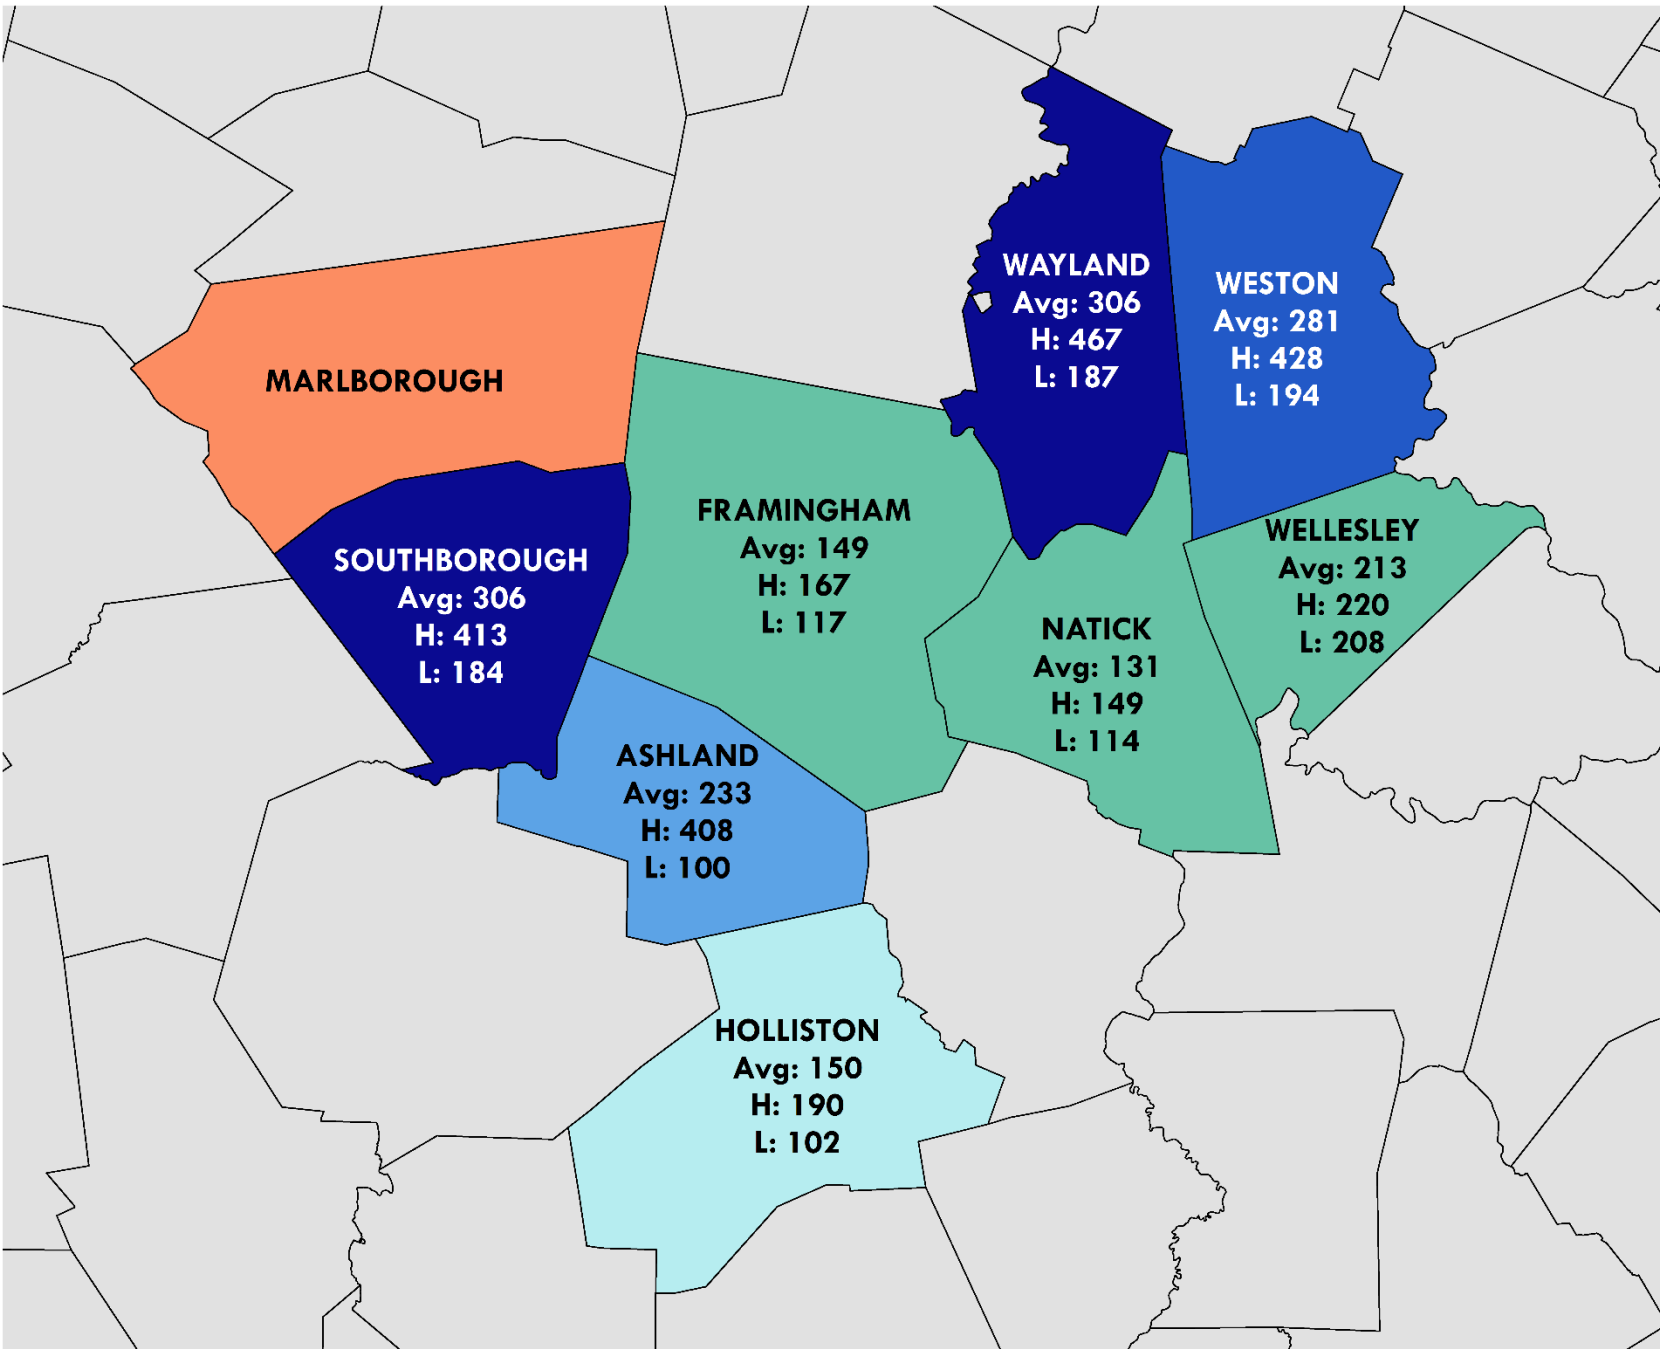 WAYLAND
Avg: 306
H: 467
L: 187
WESTON
Avg: 281
H: 428
L: 194
MARLBOROUGH
FRAMINGHAM
Avg: 149
H: 167
L: 117
WELLESLEY
Avg: 213
H: 220
L: 208
SOUTHBOROUGH
Avg: 306
H: 413
L: 184
NATICK
Avg: 131
H: 149
L: 114
ASHLAND
Avg: 233
H: 408
L: 100
HOLLISTON
Avg: 150
H: 190
L: 102